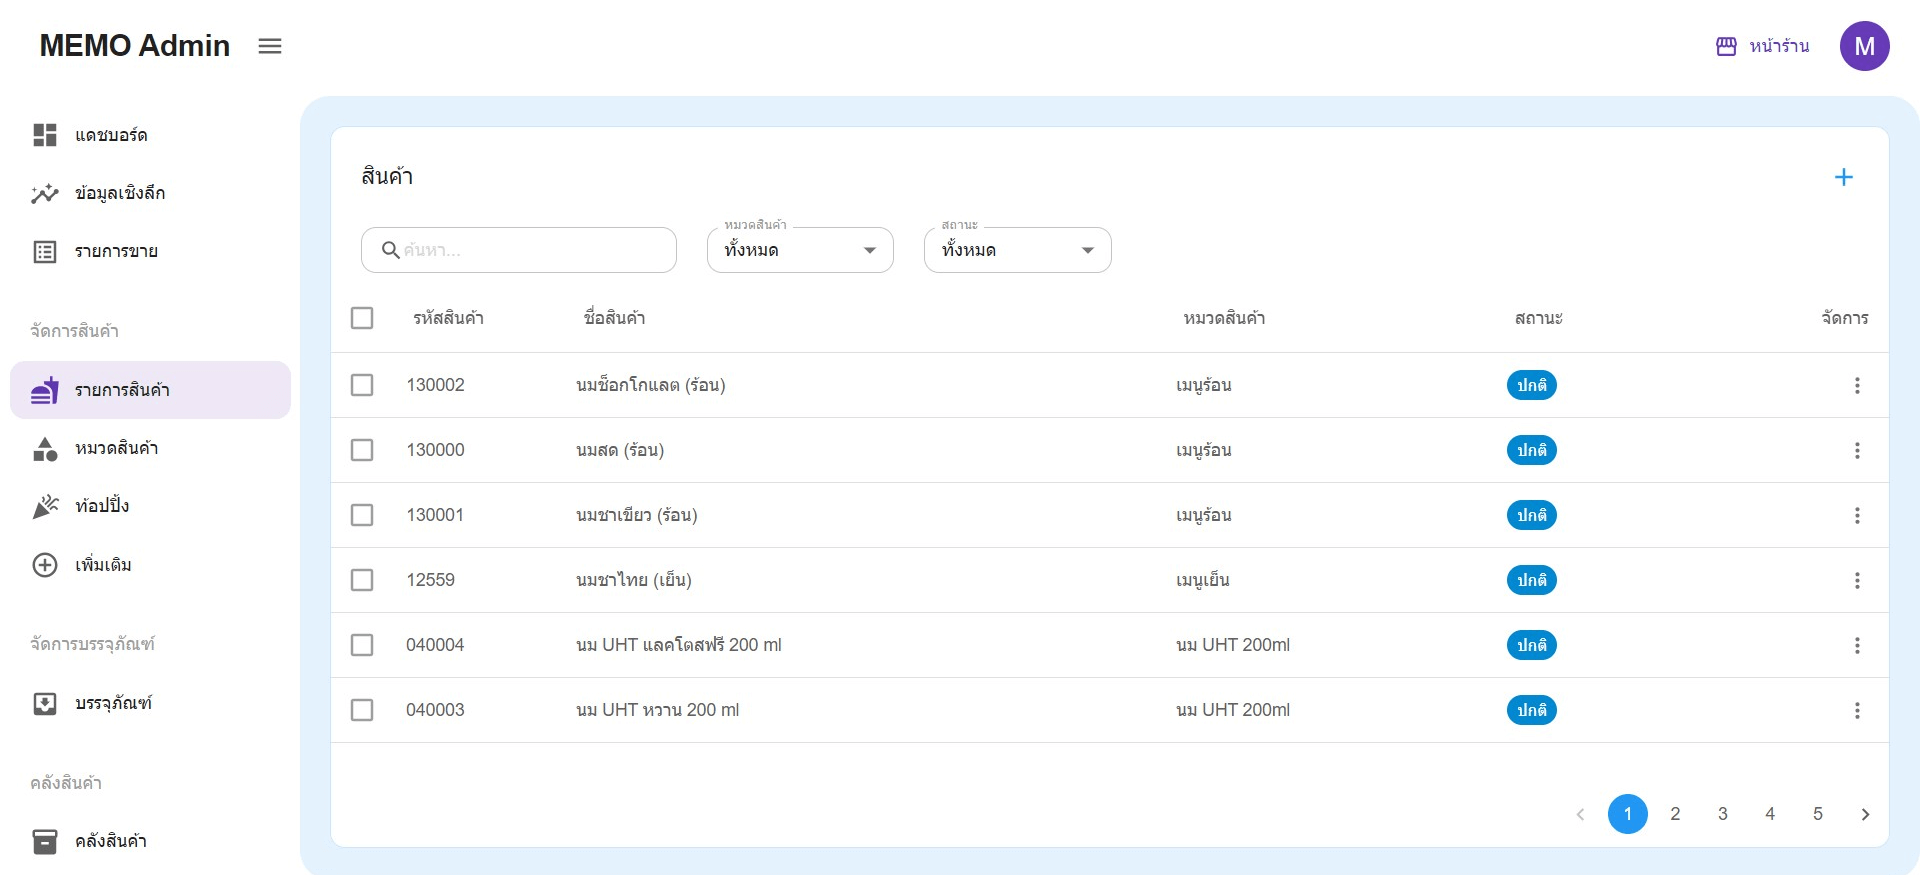 MEMO Admin
หน้าร้าน
M
แดชบอร์ด
ข้อมูลเชิงลึก
รายการขาย
จัดการสินค้า
รายการสินค้า
หมวดสินค้า
ท้อปปิ้ง
เพิ่มเติม
จัดการบรรจุภัณฑ์
บรรจุภัณฑ์
คลังสินค้า
คลังสินค้า
สินค้า
ค้นหา...
หมวดสินค้า
ทั้งหมด
สถานะ
ทั้งหมด
รหัสสินค้า ชื่อสินค้า หมวดสินค้า สถานะ จัดการ
130002 นมช็อกโกแลต (ร้อน) เมนูร้อน ปกติ
130000 นมสด (ร้อน) เมนูร้อน ปกติ
130001 นมชาเขียว (ร้อน) เมนูร้อน ปกติ
12559 นมชาไทย (เย็น) เมนูเย็น ปกติ
040004 นม UHT แลคโตสฟรี 200 ml นม UHT 200ml ปกติ
040003 นม UHT หวาน 200 ml นม UHT 200ml ปกติ
1 2 3 4 5